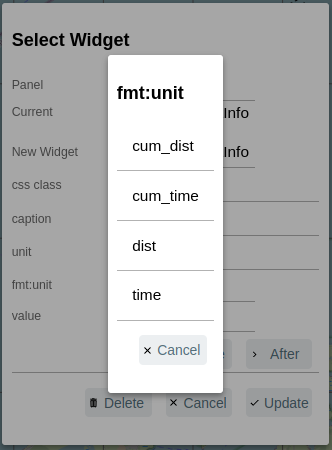 Select Widget
fmt:unit
Panel
Current
Info
cum_dist
New Widget
Info
css class
cum_time
caption
unit
dist
fmt:unit
time
value
Cancel
After
Delete
Cancel
Update